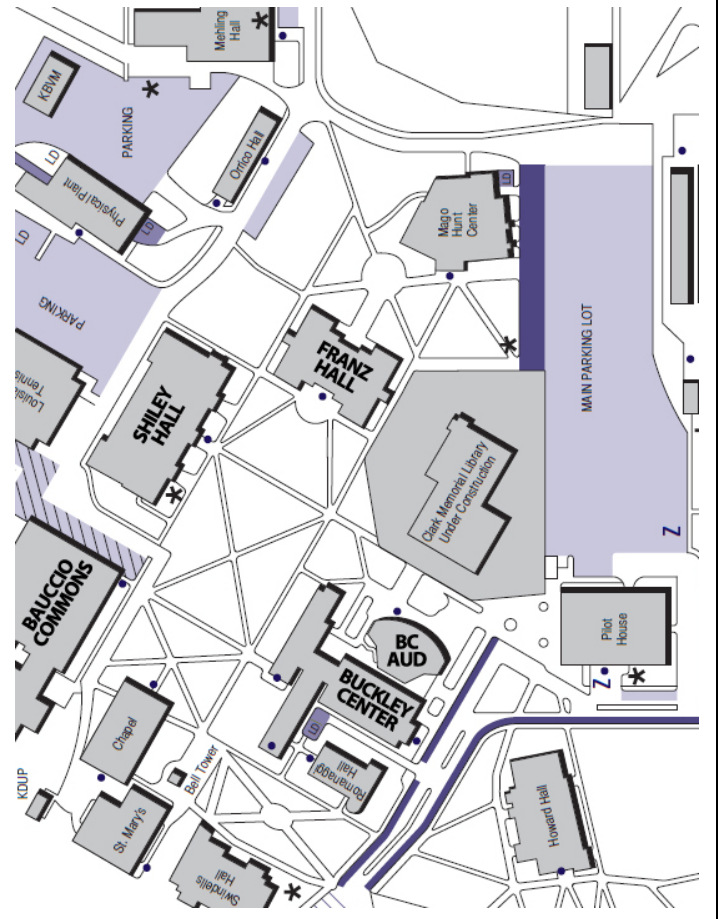 Mehling
Hall
KBVM
PARKING
Orrico Hall
LD
Physical Plant
LD
LD
PARKING
Mago
Hunt
Center
LD
FRANZ
HALL
MAIN PARKING LOT
SHILEY
HALL
Tennis
Clark Memorial Library
Under Construction
Z
BAUCCIO
COMMONS
BC
AUD
Pilot
House
Z
BUCKLEY
CENTER
LD
Chapel
Bell Tower
Hall
KDUP
St. Mary's
Howard Hall
Swindells
Hall